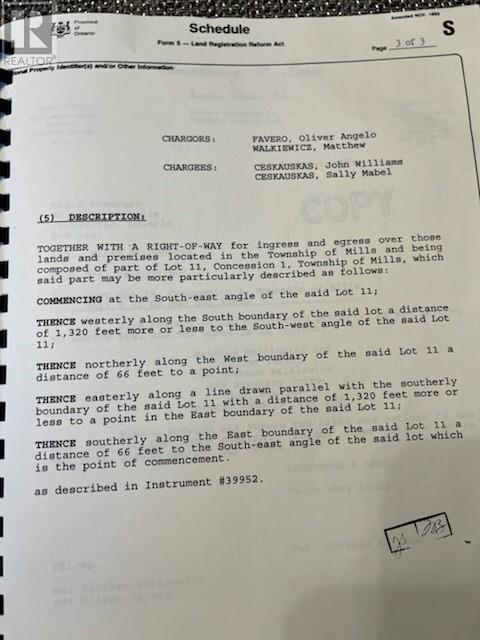 R
REALTOR®
Province
of
Ontario
Schedule
Form 5 — Land Registration Reform Act
Amended NOV. 1992
S
Page 3 of 3
onal Property Identifier(s) and/or Other Information
CHARGORS: FAVERO, Oliver Angelo
WALKIEWICZ, Matthew
CHARGEES: CESKAUSKAS, John Williams
CESKAUSKAS, Sally Mabel
COPY
(5) DESCRIPTION:
TOGETHER WITH A RIGHT-OF-WAY for ingress and egress over those
lands and premises located in the Township of Mills and being
composed of part of Lot 11, Concession 1, Township of Mills, which
said part may be more particularly described as follows:
COMMENCING at the South-east angle of the said Lot 11;
THENCE westerly along the South boundary of the said lot a distance
of 1,320 feet more or less to the South-west angle of the said Lot
11;
THENCE northerly along the West boundary of the said Lot 11 a
distance of 66 feet to a point;
THENCE easterly along a line drawn parallel with the southerly
boundary of the said Lot 11 with a distance of 1,320 feet more or
less to a point in the East boundary of the said Lot 11;
THENCE southerly along the East boundary of the said Lot 11 a
distance of 66 feet to the South-east angle of the said lot which
is the point of commencement.
as described in Instrument #39952.